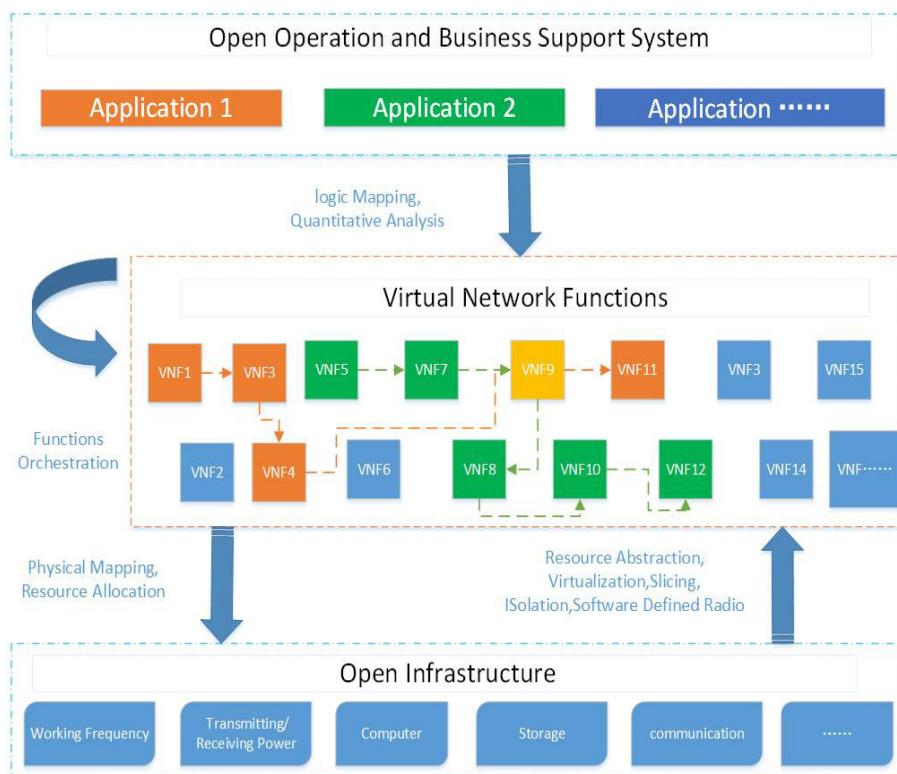 Open Operation and Business Support System
Application 1
Application 2
Application ······
logic Mapping,
Quantitative Analysis
Virtual Network Functions
VNF1
VNF3
VNF5
VNF7
VNF9
VNF11
VNF3
VNF15
Functions
Orchestration
VNF2
VNF4
VNF6
VNF8
VNF10
VNF12
VNF14
VNF······
Physical Mapping,
Resource Allocation
Resource Abstraction,
Virtualization,Slicing,
ISolation,Software Defined Radio
Open Infrastructure
Working Frequency
Transmitting/
Receiving Power
Computer
Storage
communication
······